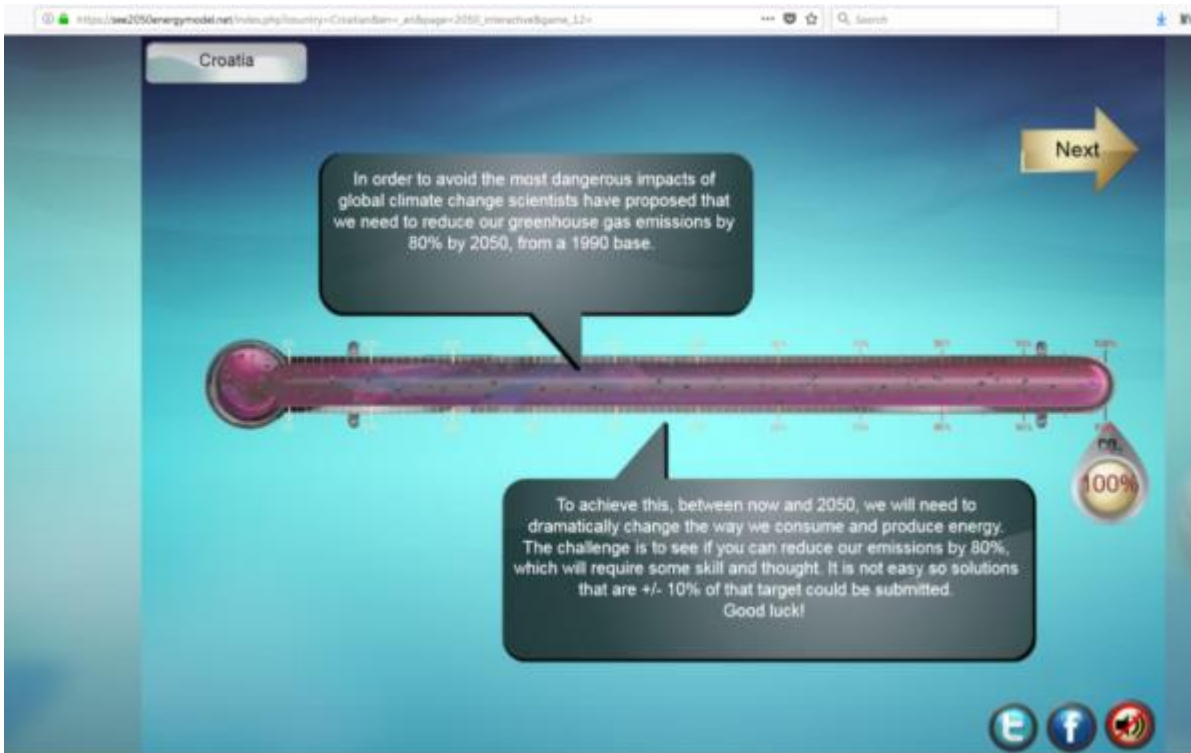 Search
Croatia
Next
In order to avoid the most dangerous impacts of
global climate change scientists have proposed that
we need to reduce our greenhouse gas emissions by
80% by 2050, from a 1990 base.
CO₂
100%
To achieve this, between now and 2050, we will need to
dramatically change the way we consume and produce energy.
The challenge is to see if you can reduce our emissions by 80%,
which will require some skill and thought. It is not easy so solutions
that are +/- 10% of that target could be submitted.
Good luck!